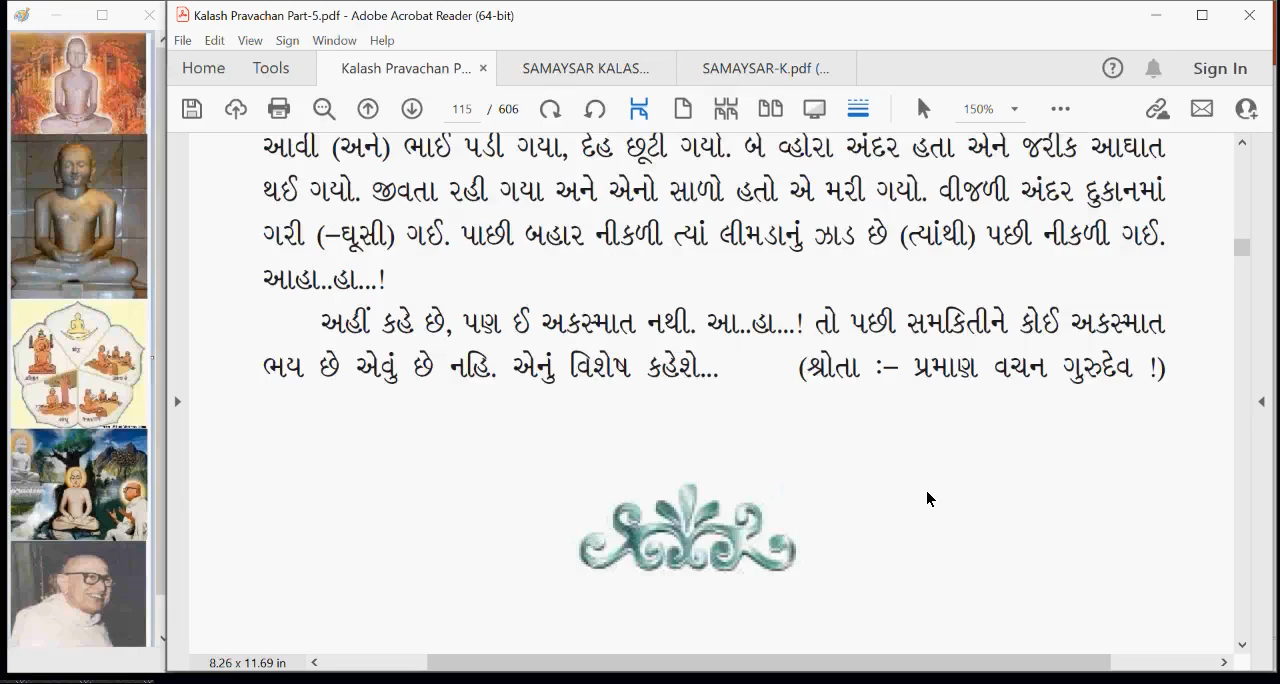 Kalash Pravachan Part-5.pdf - Adobe Acrobat Reader (64-bit)
File Edit View Sign Window Help
Home Tools Kalash Pravachan P... × SAMAYSAR KALAS... SAMAYSAR-K.pdf (... Sign In
115 / 606 150%
આવી (અને) ભાઈ પડી ગયા, દેહ છૂટી ગયો. બે વ્હોરા અંદર હતા એને જરીક આઘાત
થઈ ગયો. જીવતા રહી ગયા અને એનો સાળો હતો એ મરી ગયો. વીજળી અંદર દુકાનમાં
ગરી (–ઘૂસી) ગઈ. પાછી બહાર નીકળી ત્યાં લીમડાનું ઝાડ છે (ત્યાંથી) પછી નીકળી ગઈ.
આહા..હા...!
અહીં કહે છે, પણ ઈ અકસ્માત નથી. આ..હા...! તો પછી સમકિતીને કોઈ અકસ્માત
ભય છે એવું છે નહિ. એનું વિશેષ કહેશે... (શ્રોતા :– પ્રમાણ વચન ગુરુદેવ !)
8.26 x 11.69 in